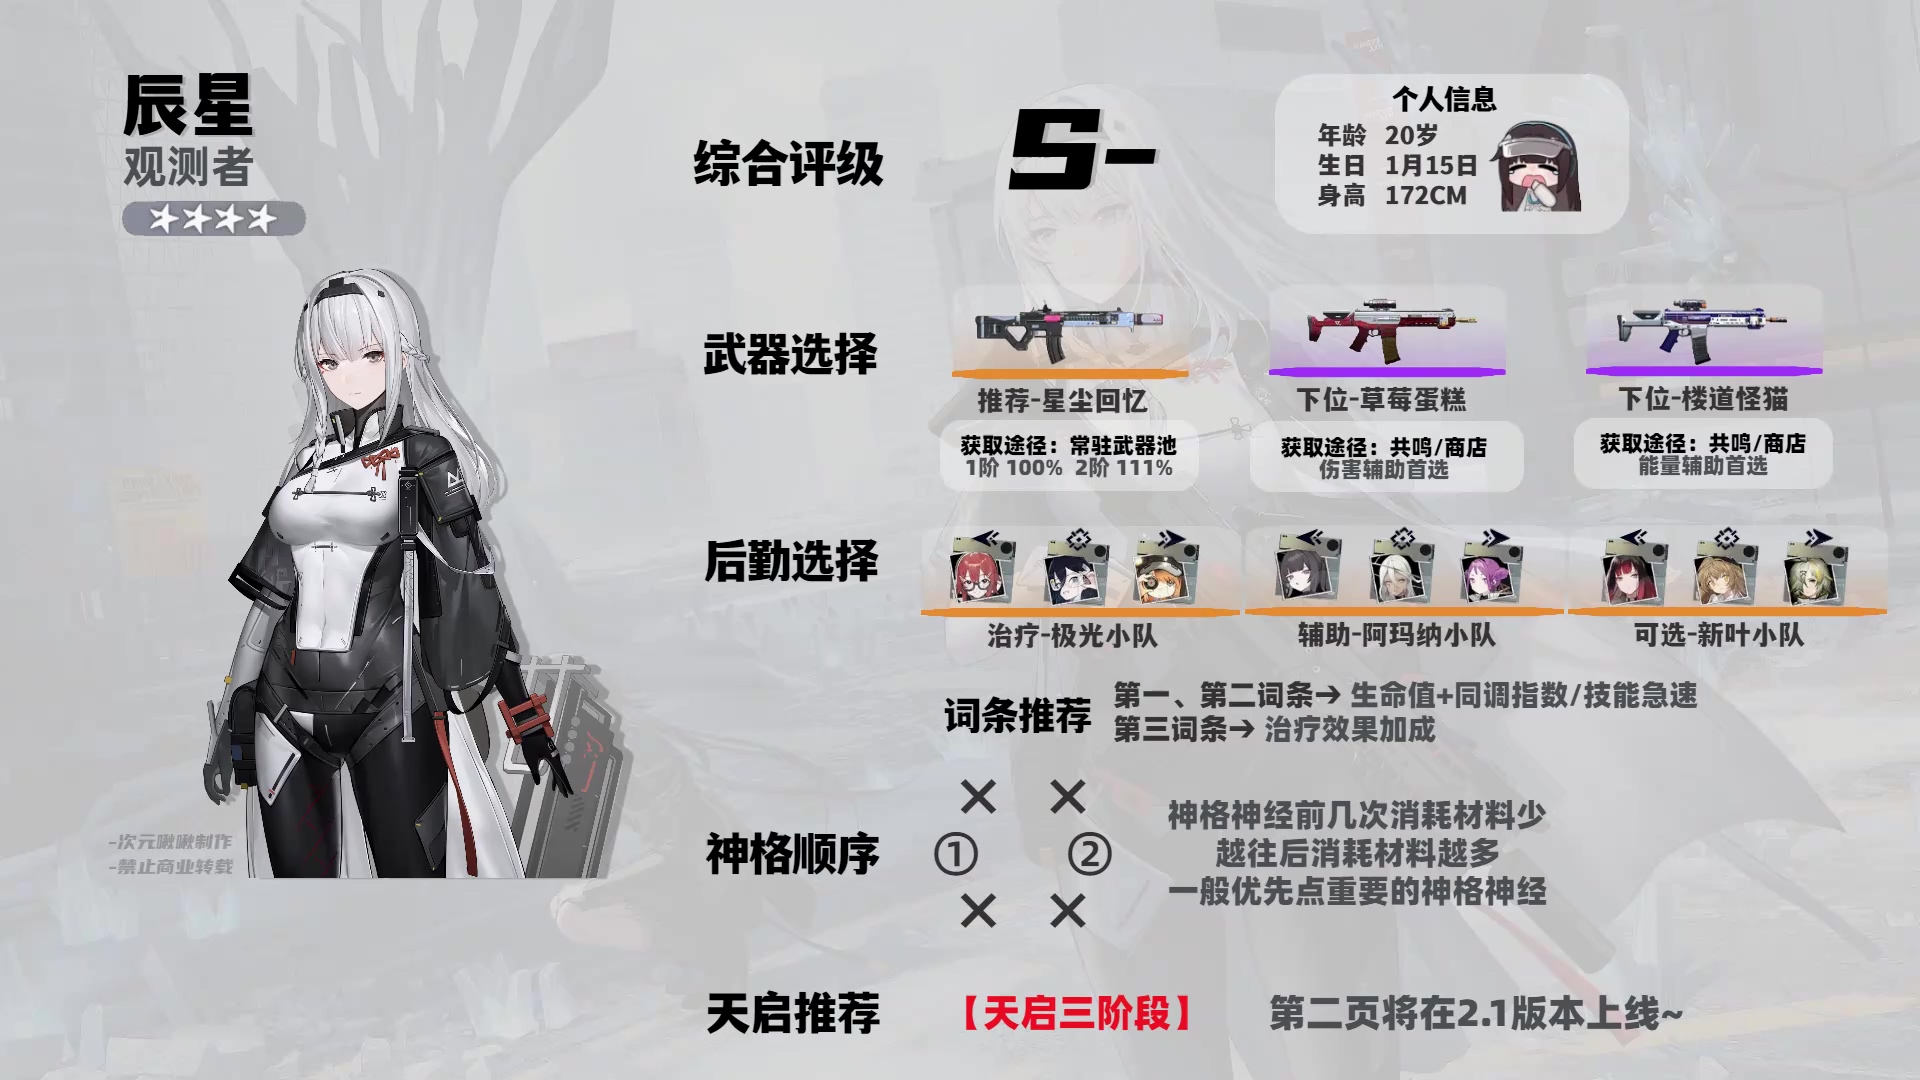 辰星
观测者
综合评级
S-
个人信息
年龄 20岁
生日 1月15日
身高 172CM
武器选择
推荐-星尘回忆
获取途径：常驻武器池
1阶 100% 2阶 111%
下位-草莓蛋糕
获取途径：共鸣/商店
伤害辅助首选
下位-楼道怪猫
获取途径：共鸣/商店
能量辅助首选
后勤选择
治疗-极光小队
辅助-阿玛纳小队
可选-新叶小队
词条推荐
第一、第二词条→ 生命值+同调指数/技能急速
第三词条→ 治疗效果加成
神格顺序
① ②
神格神经前几次消耗材料少
越往后消耗材料越多
一般优先点重要的神格神经
天启推荐
【天启三阶段】
第二页将在2.1版本上线~
-次元啾啾制作
-禁止商业转载